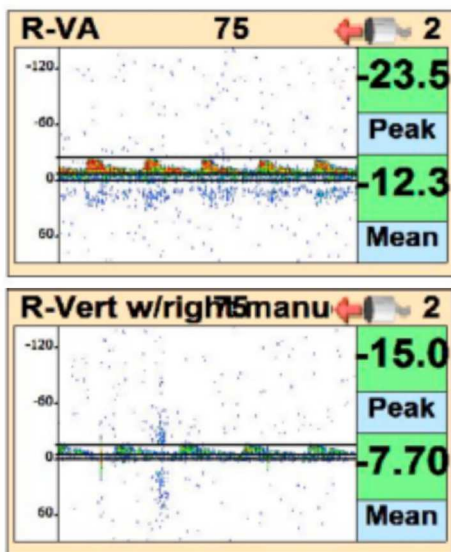 R-VA 75 2
-120.
-60.
0
60.
-23.5
Peak
-12.3
Mean
R-Vert w/right manu 75 2
-120.
-60.
0
60.
-15.0
Peak
-7.70
Mean